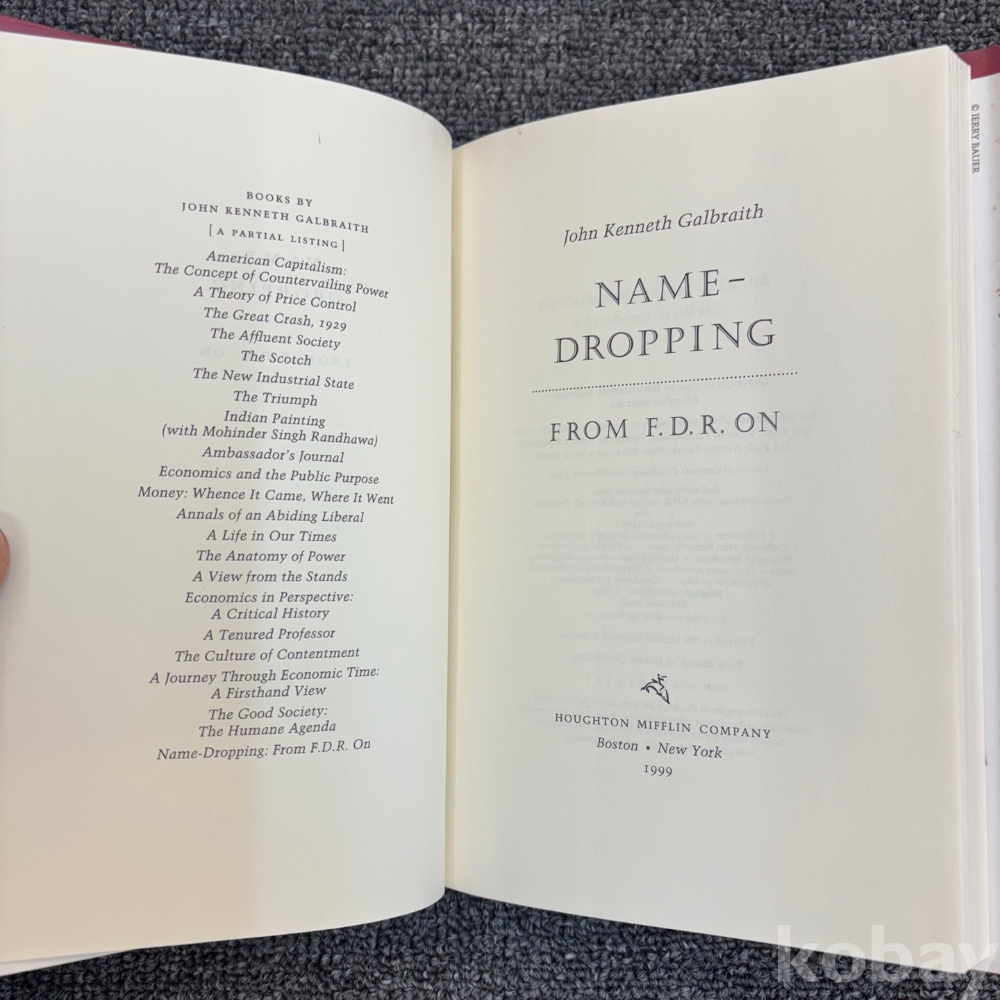 BOOKS BY
JOHN KENNETH GALBRAITH
[A PARTIAL LISTING]
American Capitalism:
The Concept of Countervailing Power
A Theory of Price Control
The Great Crash, 1929
The Affluent Society
The Scotch
The New Industrial State
The Triumph
Indian Painting
(with Mohinder Singh Randhawa)
Ambassador's Journal
Economics and the Public Purpose
Money: Whence It Came, Where It Went
Annals of an Abiding Liberal
A Life in Our Times
The Anatomy of Power
A View from the Stands
Economics in Perspective:
A Critical History
A Tenured Professor
The Culture of Contentment
A Journey Through Economic Time:
A Firsthand View
The Good Society:
The Humane Agenda
Name-Dropping: From F.D.R. On
John Kenneth Galbraith
NAME-
DROPPING
FROM F.D.R. ON
HOUGHTON MIFFLIN COMPANY
Boston • New York
1999
© JERRY BAUER
kobay